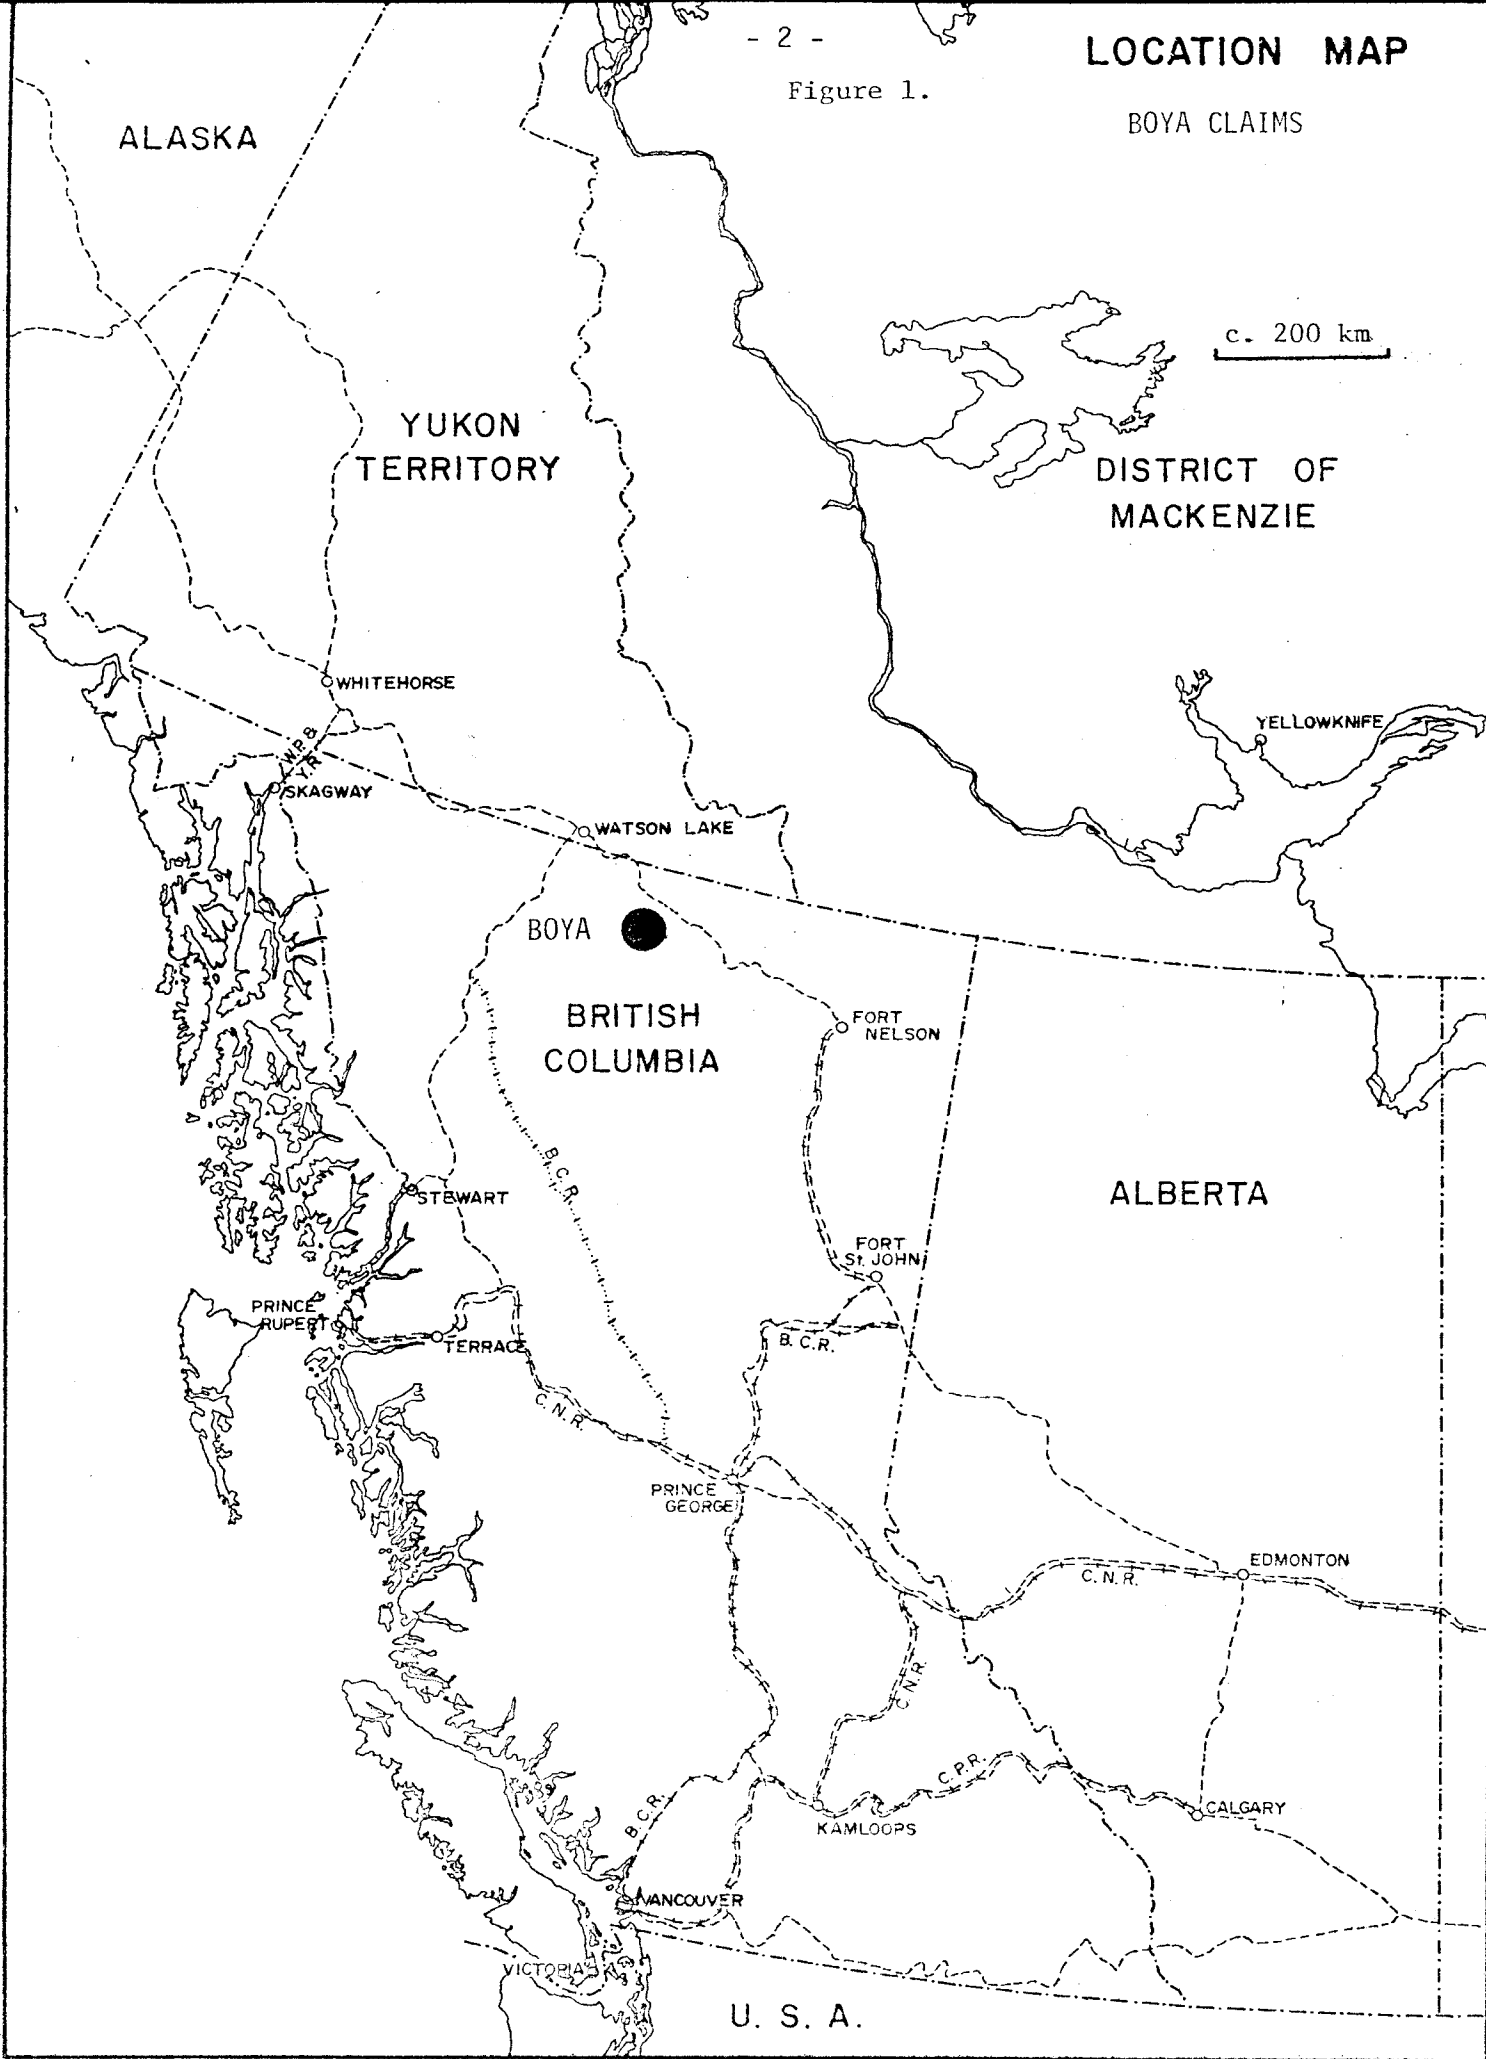 - 2 -
LOCATION MAP
Figure 1.
BOYA CLAIMS
ALASKA
c. 200 km
YUKON
TERRITORY
DISTRICT OF
MACKENZIE
WHITEHORSE
YELLOWKNIFE
W.P. &
Y.R.
SKAGWAY
WATSON LAKE
BOYA
BRITISH
COLUMBIA
FORT
NELSON
B.C.R.
STEWART
ALBERTA
FORT
St. JOHN
PRINCE
RUPERT
TERRACE
B.C.R.
C.N.R.
PRINCE
GEORGE
EDMONTON
C.N.R.
C.N.R.
C.P.R.
B.C.R.
KAMLOOPS
CALGARY
VANCOUVER
VICTORIA
U. S. A.